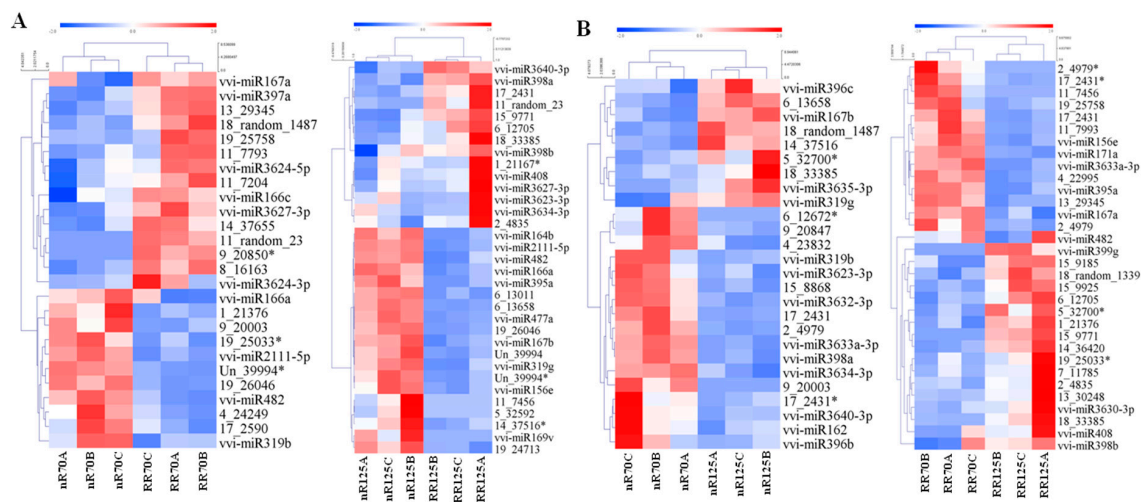 A
B
-2.0 0.0 2.0
vvi-miR167a
vvi-miR397a
13_29345
18_random_1487
19_25758
11_7793
vvi-miR3624-5p
11_7204
vvi-miR166c
vvi-miR3627-3p
14_37655
11_random_23
9_20850*
8_16163
vvi-miR3624-3p
vvi-miR166a
1_21376
9_20003
19_25033*
vvi-miR2111-5p
Un_39994*
19_26046
vvi-miR482
4_24249
17_2590
vvi-miR319b
nR70A
nR70B
nR70C
RR70C
RR70A
RR70B
vvi-miR3640-3p
vvi-miR398a
17_2431
11_random_23
15_9771
6_12705
18_33385
vvi-miR398b
1_21167*
vvi-miR408
vvi-miR3627-3p
vvi-miR3623-3p
vvi-miR3634-3p
2_4835
vvi-miR164b
vvi-miR2111-5p
vvi-miR482
vvi-miR166a
vvi-miR395a
6_13011
6_13658
vvi-miR477a
19_26046
vvi-miR167b
Un_39994
vvi-miR319g
Un_39994*
vvi-miR156e
11_7456
5_32592
14_37516*
vvi-miR169v
19_24713
nR125A
nR125C
nR125B
RR125B
RR125C
RR125A
vvi-miR396c
6_13658
vvi-miR167b
18_random_1487
14_37516
5_32700*
18_33385
vvi-miR3635-3p
vvi-miR319g
6_12672*
9_20847
4_23832
vvi-miR319b
vvi-miR3623-3p
15_8868
vvi-miR3632-3p
17_2431
2_4979
vvi-miR3633a-3p
vvi-miR398a
vvi-miR3634-3p
9_20003
17_2431*
vvi-miR3640-3p
vvi-miR162
vvi-miR396b
nR70C
nR70B
nR70A
nR125A
nR125C
nR125B
2_4979*
17_2431*
11_7456
19_25758
17_2431
11_7993
vvi-miR156e
vvi-miR171a
vvi-miR3633a-3p
4_22995
vvi-miR395a
13_29345
vvi-miR167a
2_4979
vvi-miR482
vvi-miR399g
15_9185
18_random_1339
15_9925
6_12705
5_32700*
1_21376
15_9771
14_36420
19_25033*
7_11785
2_4835
13_30248
vvi-miR3630-3p
18_33385
vvi-miR408
vvi-miR398b
RR70B
RR70A
RR70C
RR125B
RR125C
RR125A